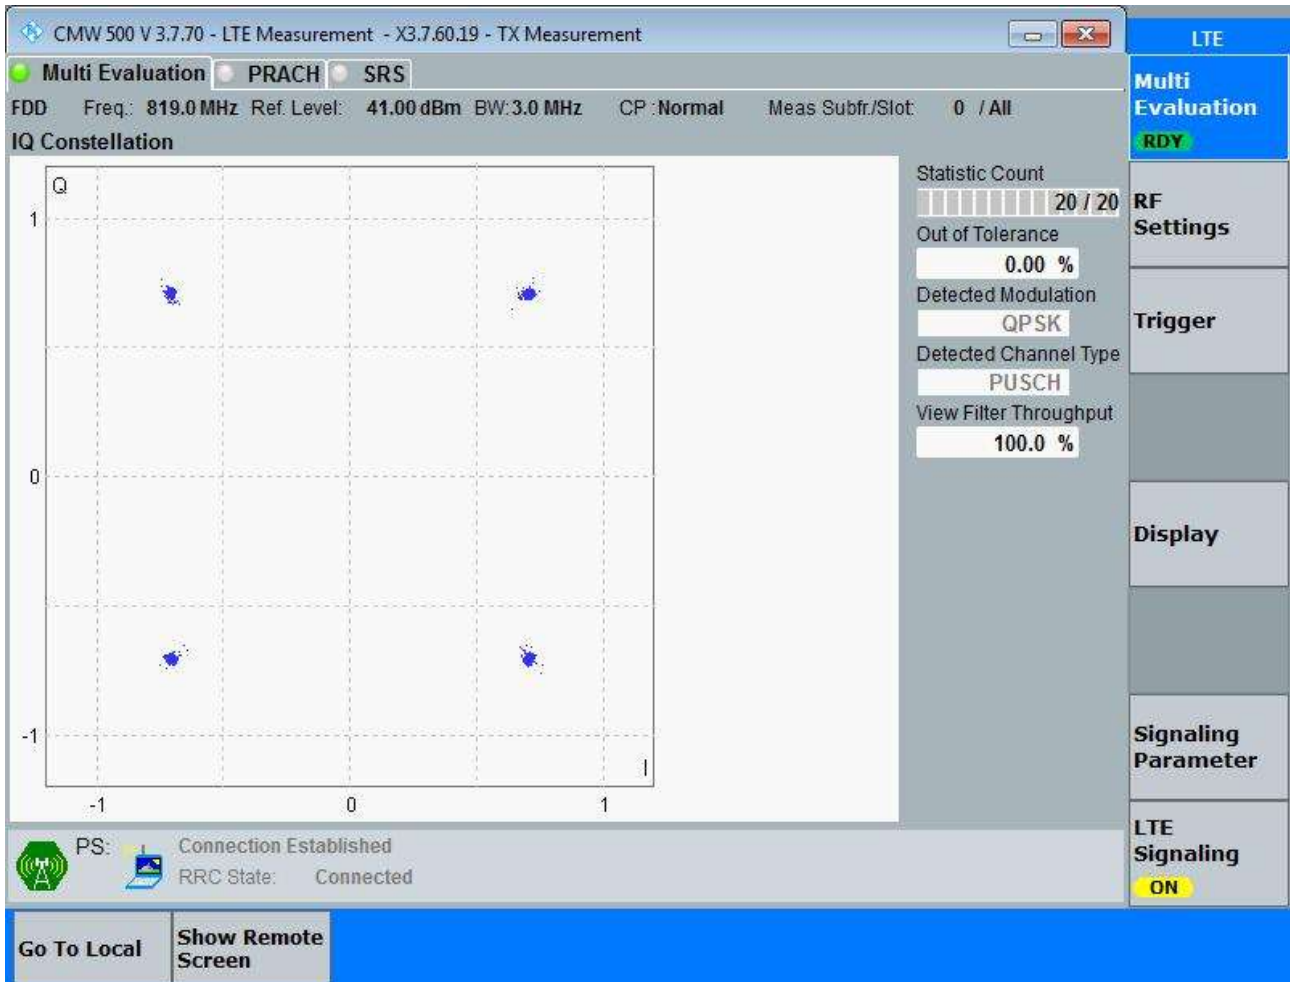 CMW 500 V 3.7.70 - LTE Measurement - X3.7.60.19 - TX Measurement
LTE
Multi Evaluation PRACH SRS
FDD Freq.: 819.0 MHz Ref. Level: 41.00 dBm BW: 3.0 MHz CP : Normal Meas Subfr./Slot: 0 / All
IQ Constellation
Q
1
0
-1
I
-1 0 1
Statistic Count
20 / 20
Out of Tolerance
0.00 %
Detected Modulation
QPSK
Detected Channel Type
PUSCH
View Filter Throughput
100.0 %
Multi
Evaluation
RDY
RF
Settings
Trigger
Display
Signaling
Parameter
LTE
Signaling
ON
PS: Connection Established
RRC State: Connected
Go To Local
Show Remote
Screen